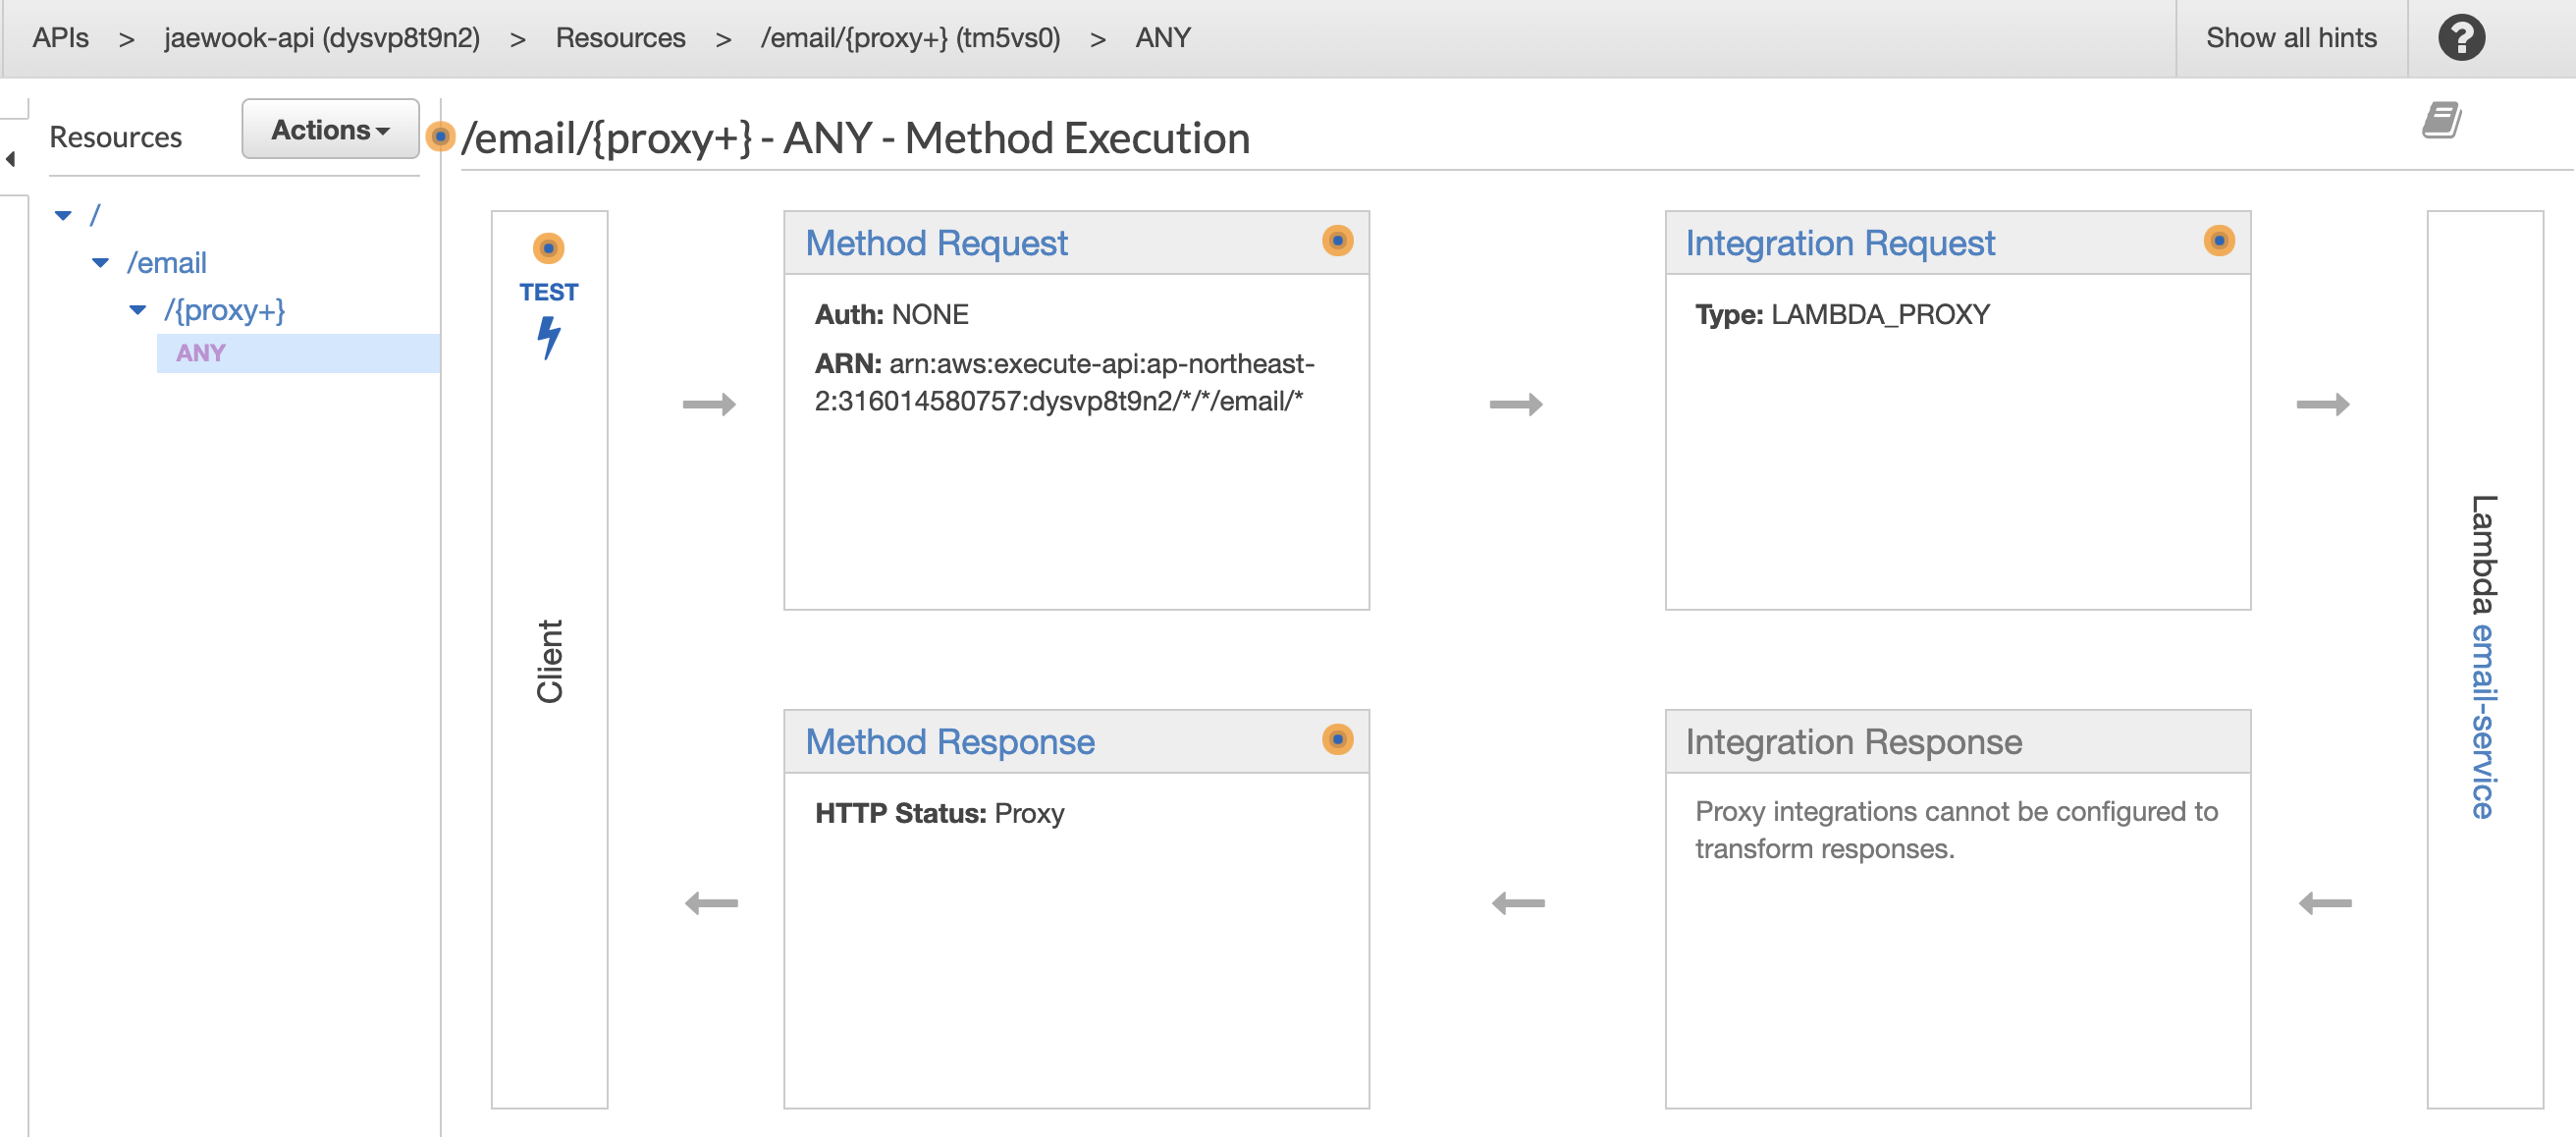 APIs > jaewook-api (dysvp8t9n2) > Resources > /email/{proxy+} (tm5vs0) > ANY
Show all hints
?
Resources
Actions
/
/email
/{proxy+}
ANY
/email/{proxy+} - ANY - Method Execution
TEST
Client
Method Request
Auth: NONE
ARN: arn:aws:execute-api:ap-northeast-
2:316014580757:dysvp8t9n2/*/*/email/*
Integration Request
Type: LAMBDA_PROXY
Method Response
HTTP Status: Proxy
Integration Response
Proxy integrations cannot be configured to
transform responses.
Lambda email-service